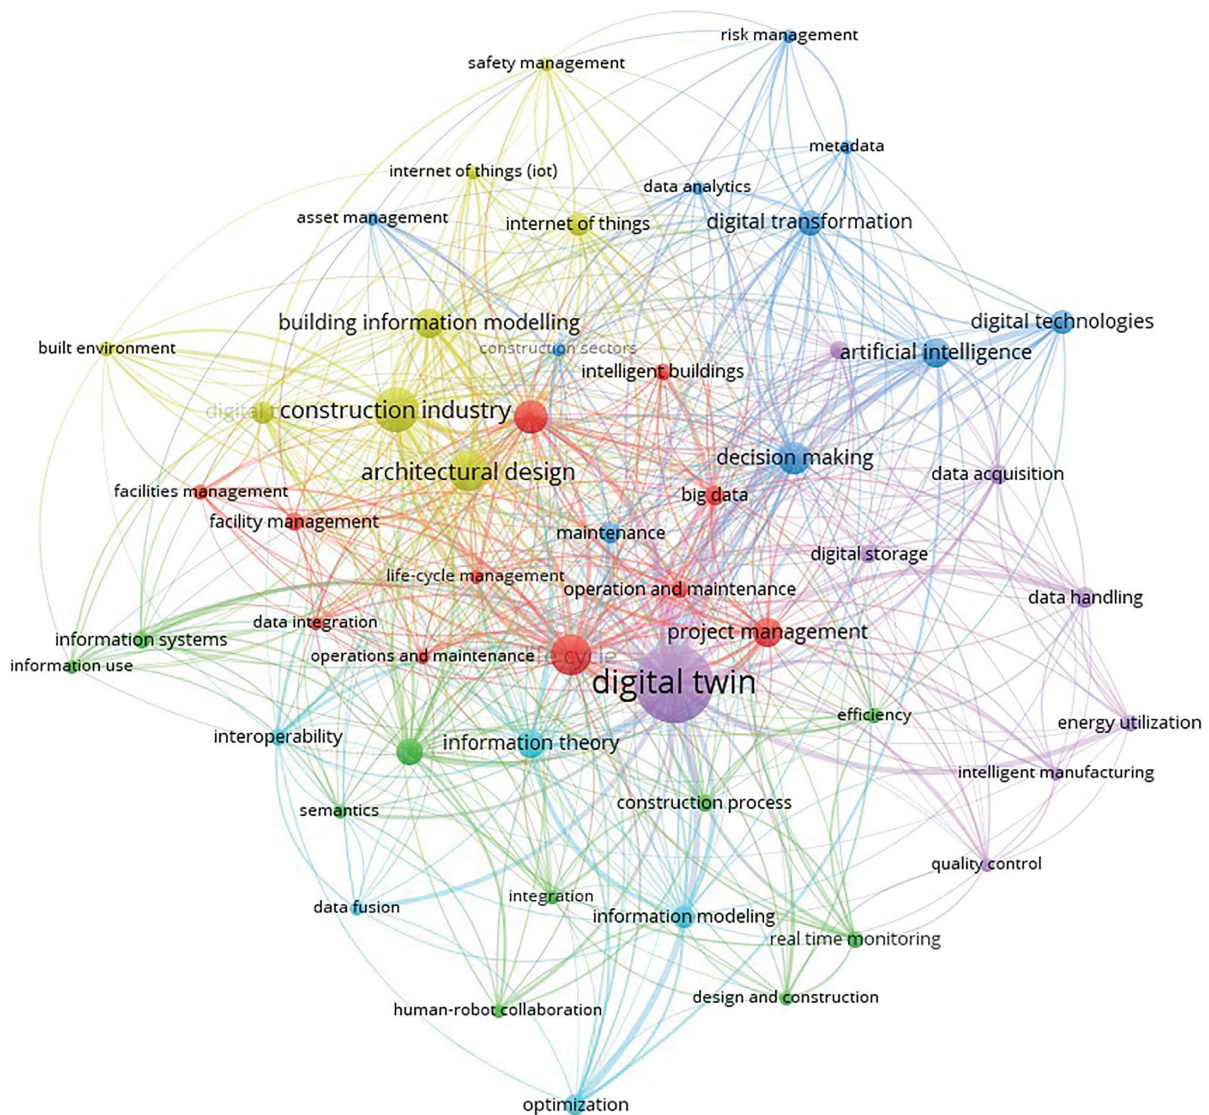 risk management
safety management
metadata
internet of things (iot)
data analytics
asset management
internet of things
digital transformation
building information modelling
digital technologies
built environment
construction sectors
artificial intelligence
intelligent buildings
digital
construction industry
architectural design
decision making
data acquisition
facilities management
big data
facility management
maintenance
digital storage
life-cycle management
operation and maintenance
data handling
data integration
project management
information systems
operations and maintenance
life cycle
information use
digital twin
efficiency
energy utilization
interoperability
information theory
intelligent manufacturing
construction process
semantics
quality control
integration
data fusion
information modeling
real time monitoring
design and construction
human-robot collaboration
optimization